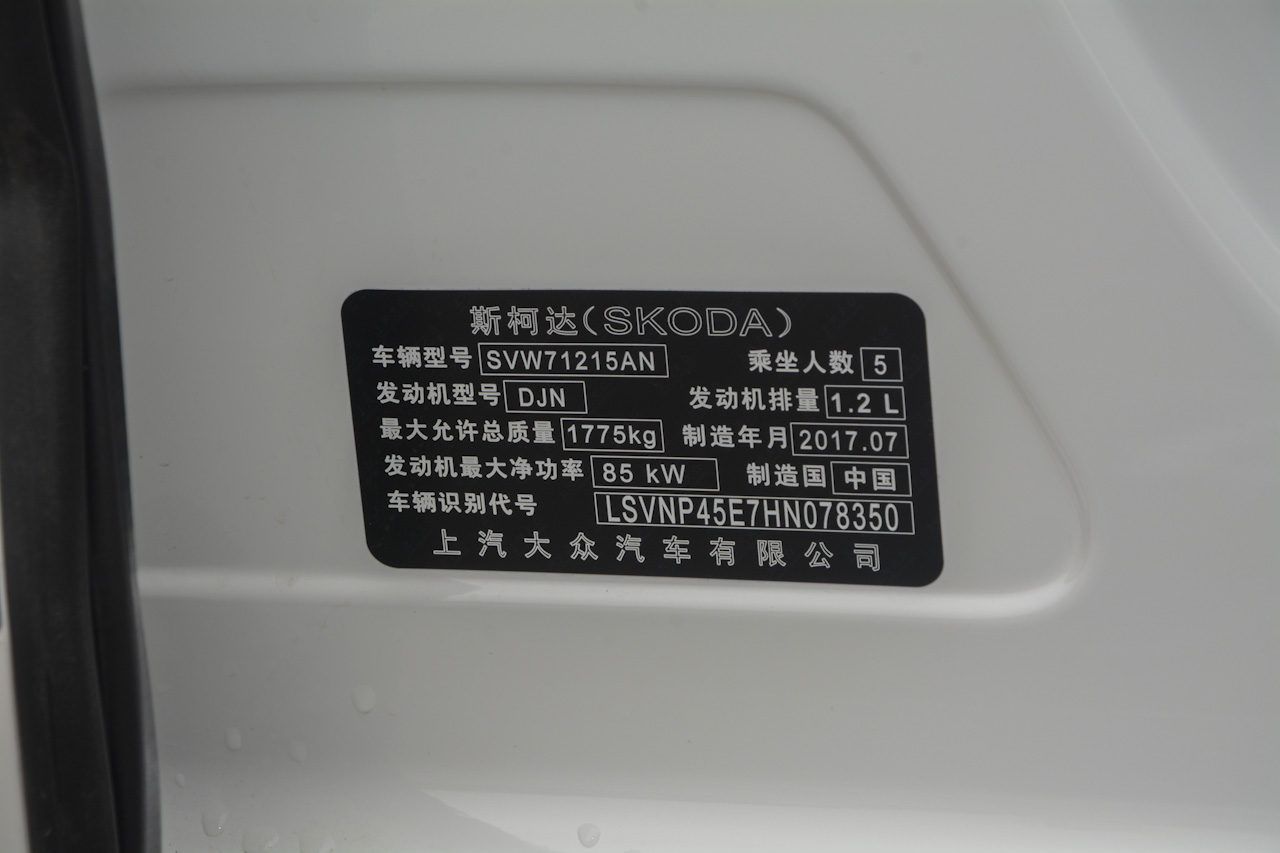 斯柯达(SKODA)
车辆型号 SVW71215AN 乘坐人数 5
发动机型号 DJN 发动机排量 1.2 L
最大允许总质量 1775kg 制造年月 2017.07
发动机最大净功率 85 kW 制造国 中国
车辆识别代号 LSVNP45E7HN078350
上汽大众汽车有限公司